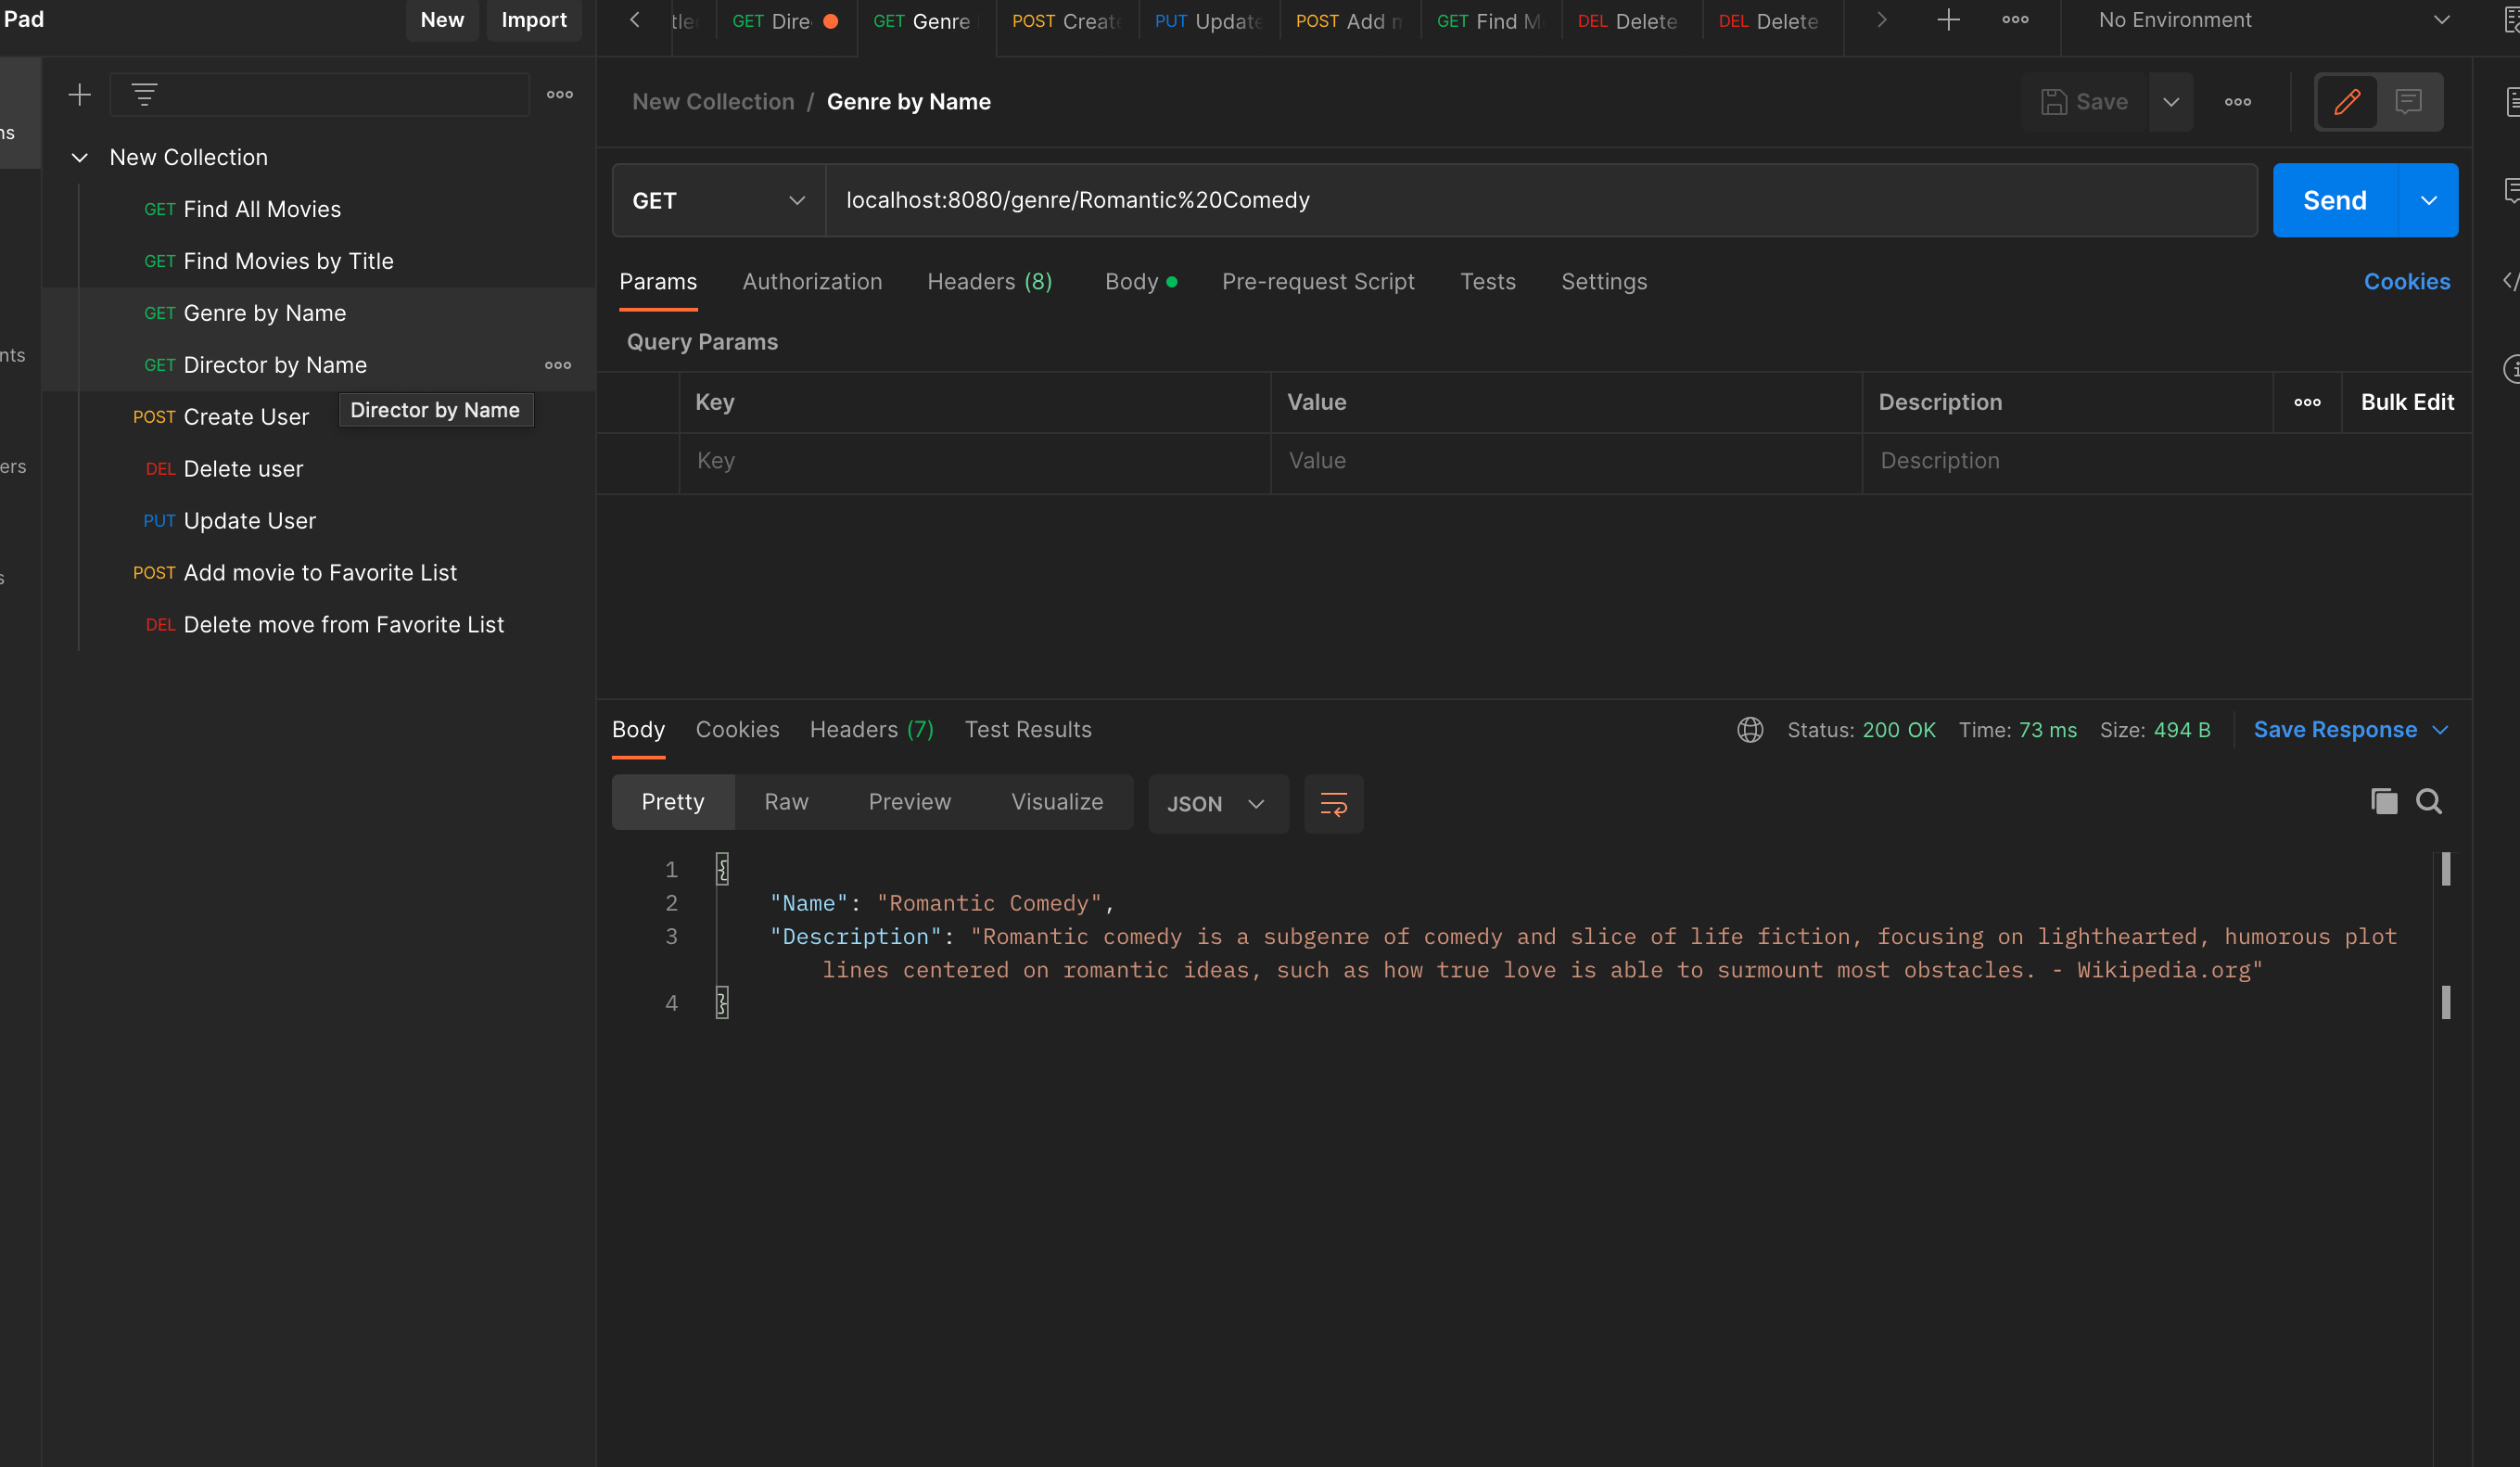 Pad
New
Import
GET Dire
GET Genre
POST Create
PUT Update
POST Add
GET Find M
DEL Delete
DEL Delete
No Environment
New Collection / Genre by Name
Save
New Collection
GET Find All Movies
GET Find Movies by Title
GET Genre by Name
GET Director by Name
Director by Name
POST Create User
DEL Delete user
PUT Update User
POST Add movie to Favorite List
DEL Delete move from Favorite List
GET
localhost:8080/genre/Romantic%20Comedy
Send
Params
Authorization
Headers (8)
Body
Pre-request Script
Tests
Settings
Cookies
Query Params
Key
Value
Description
Bulk Edit
Key
Value
Description
Body
Cookies
Headers (7)
Test Results
Status: 200 OK
Time: 73 ms
Size: 494 B
Save Response
Pretty
Raw
Preview
Visualize
JSON
1 {
2 "Name": "Romantic Comedy",
3 "Description": "Romantic comedy is a subgenre of comedy and slice of life fiction, focusing on lighthearted, humorous plot
lines centered on romantic ideas, such as how true love is able to surmount most obstacles. - Wikipedia.org"
4 }